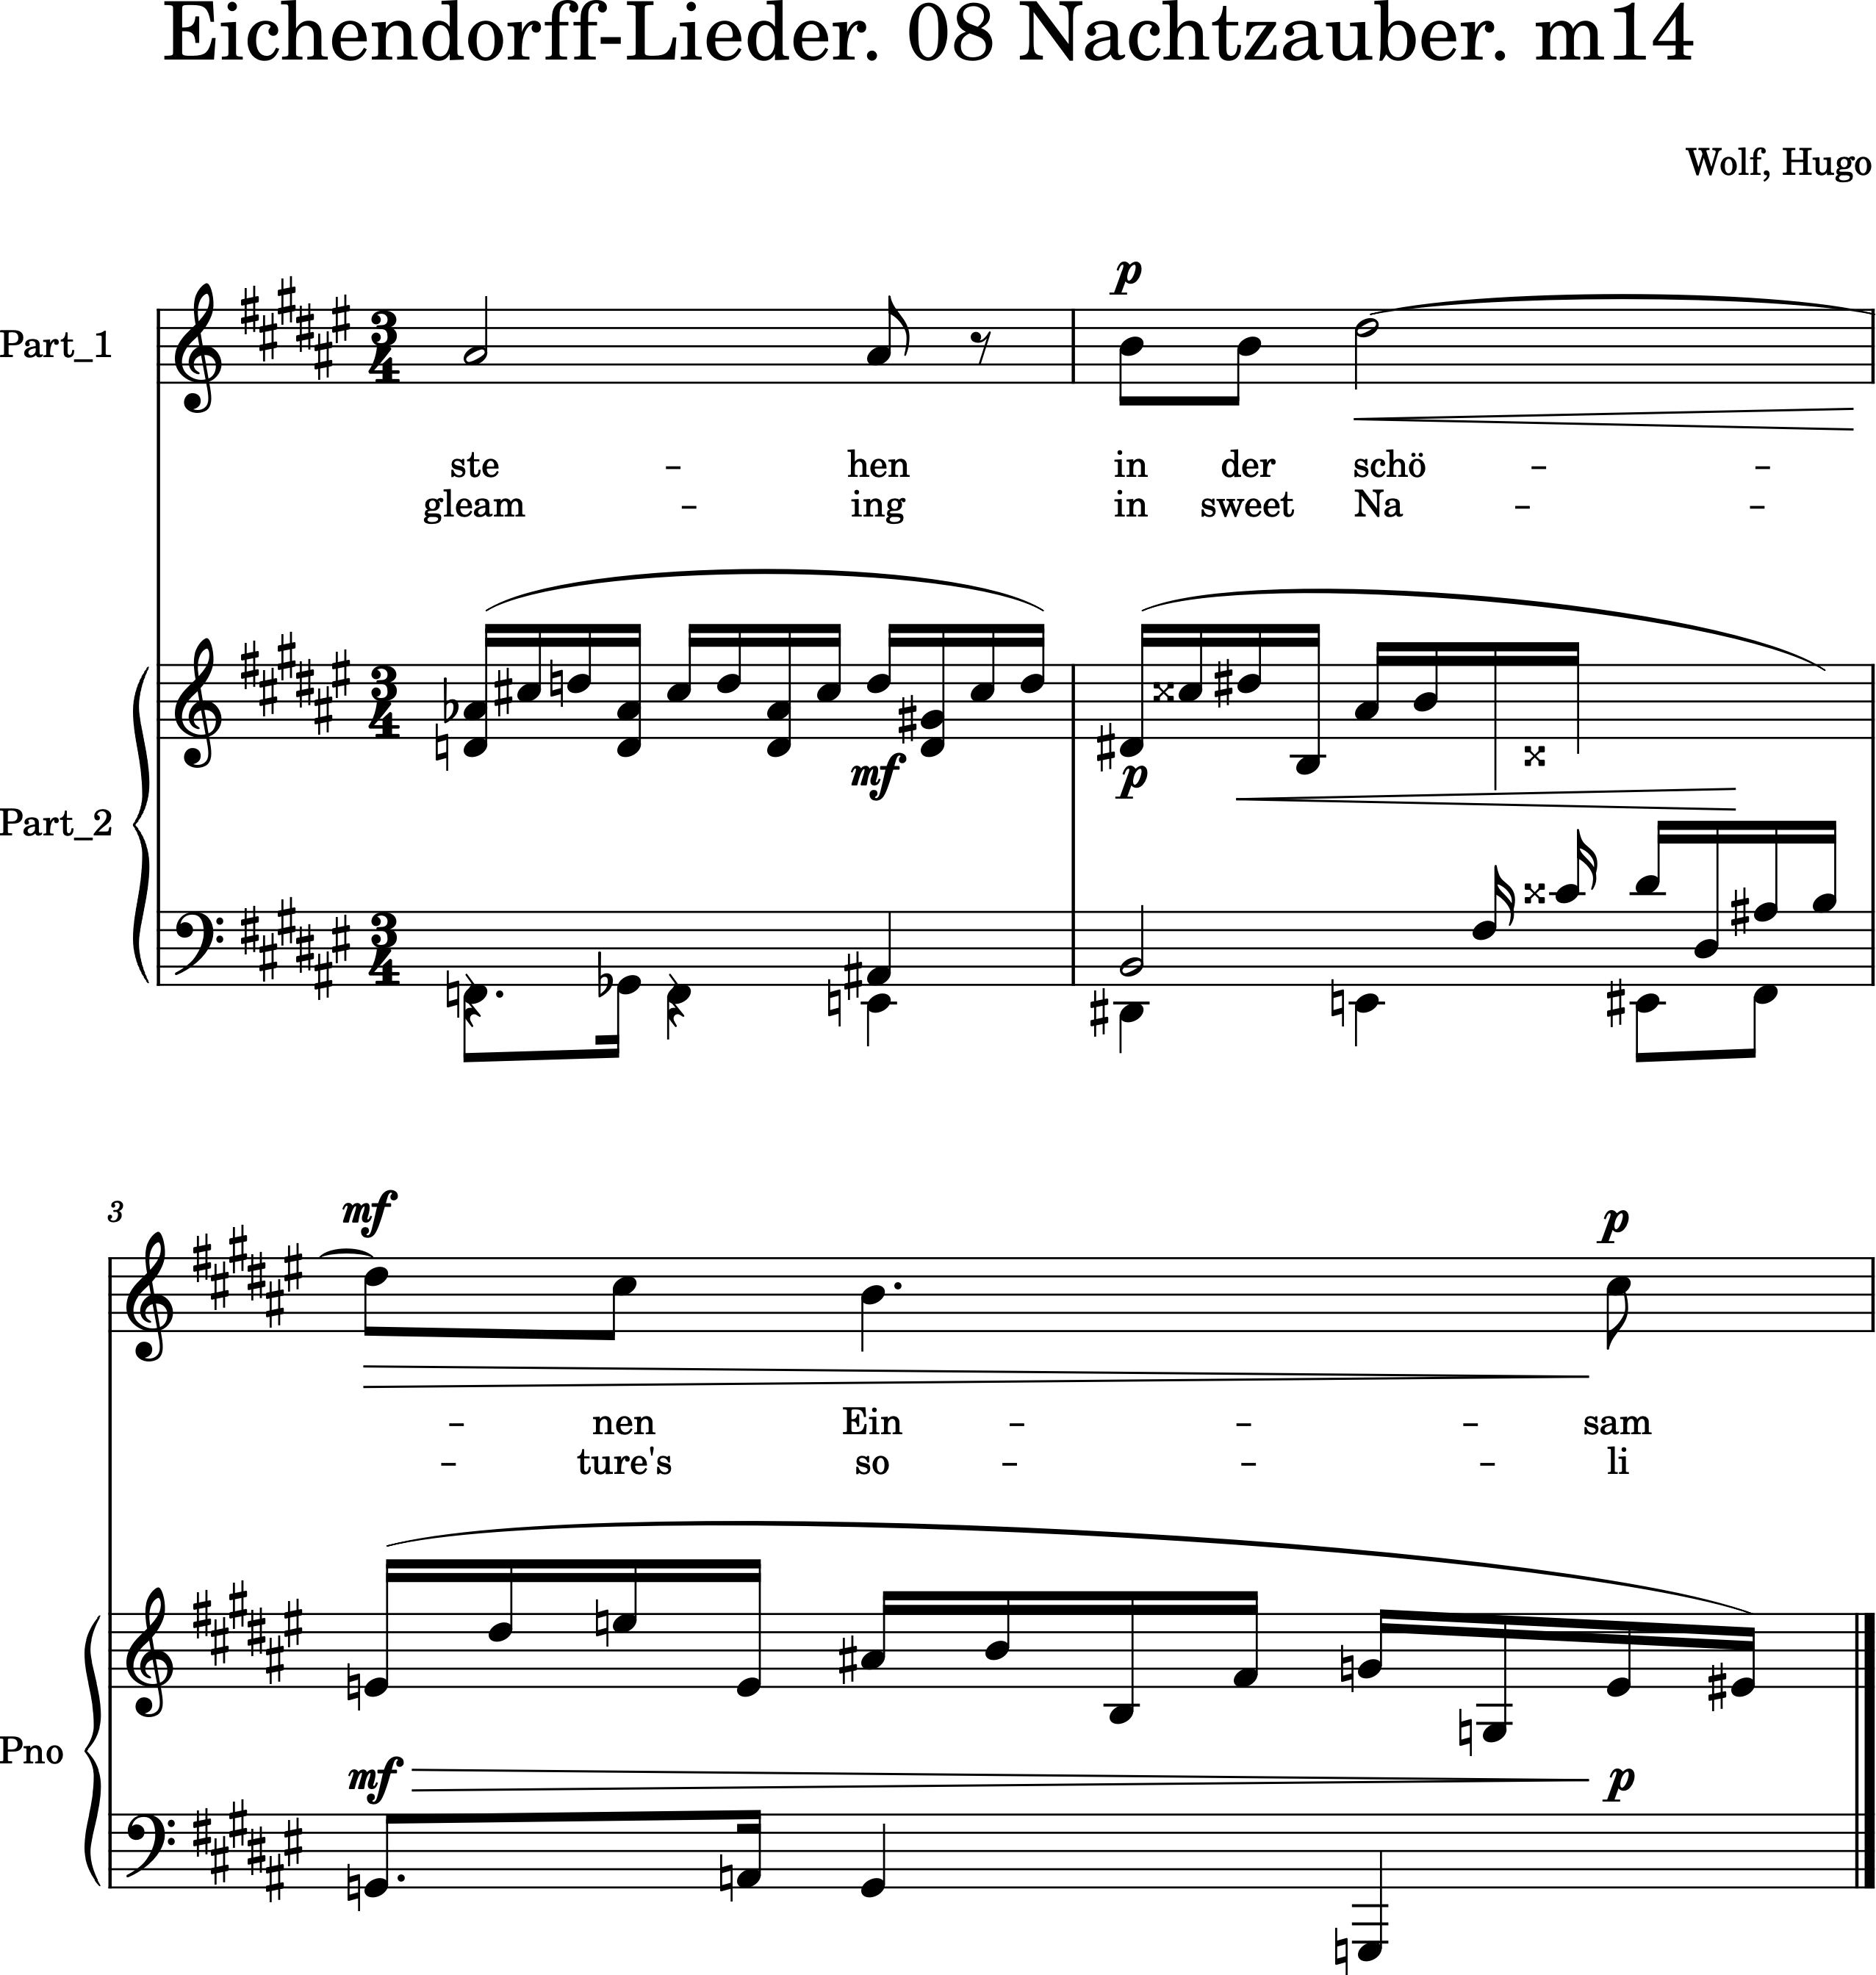 Eichendorff-Lieder. 08 Nachtzauber. m14
Wolf, Hugo
Part_1
p
ste - hen in der schö - -
gleam - ing in sweet Na - -
Part_2
mf p
3
mf p
- nen Ein - - - sam
- ture's so - - - li
Pno
mf p